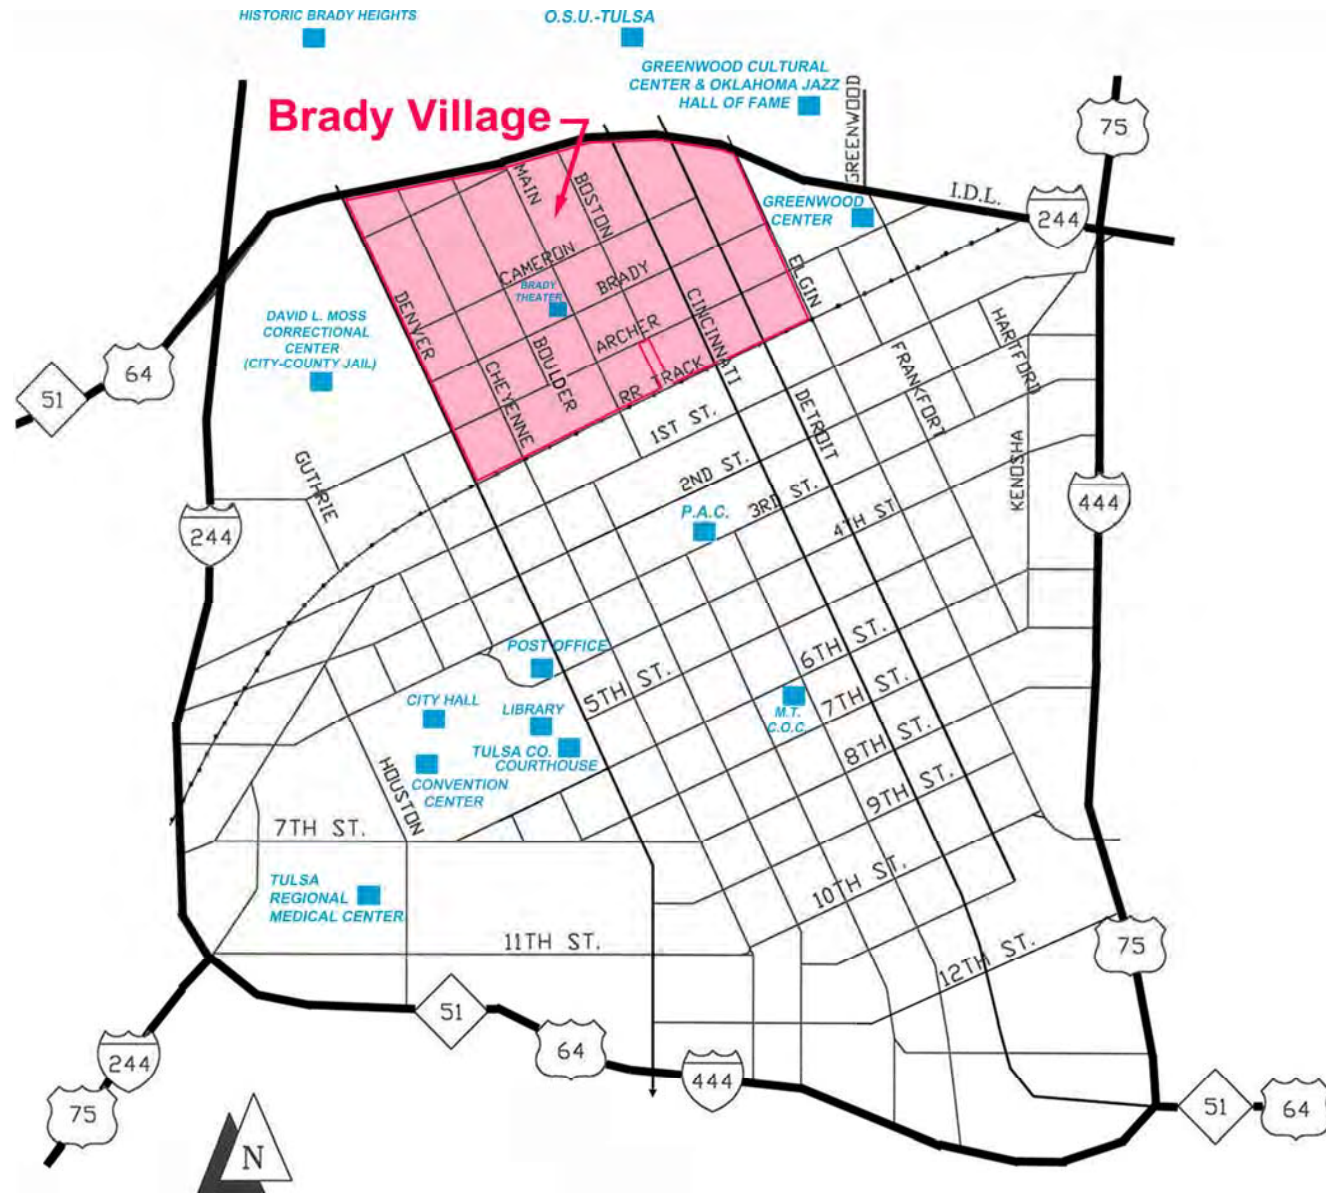 HISTORIC BRADY HEIGHTS
O.S.U.-TULSA
GREENWOOD CULTURAL
CENTER & OKLAHOMA JAZZ
HALL OF FAME
Brady Village
75
GREENWOOD
MAIN
BOSTON
GREENWOOD
CENTER
I.D.L.
244
CAMERON
BRADY
BRADY
THEATER
ELGIN
DENVER
CINCINNATI
ARCHER
BOULDER
CHEYENNE
RR TRACK
DAVID L. MOSS
CORRECTIONAL
CENTER
(CITY-COUNTY JAIL)
64
51
HARTFORD
FRANKFORT
DETROIT
1ST ST.
2ND ST.
3RD ST.
4TH ST
KENOSHA
444
GUTHRIE
244
P.A.C.
POST OFFICE
5TH ST.
6TH ST.
7TH ST.
M.T.
C.O.C.
CITY HALL
LIBRARY
TULSA CO.
COURTHOUSE
CONVENTION
CENTER
HOUSTON
8TH ST.
9TH ST.
7TH ST.
10TH ST.
TULSA
REGIONAL
MEDICAL CENTER
11TH ST.
12TH ST.
75
51
64
444
244
75
51
64
N